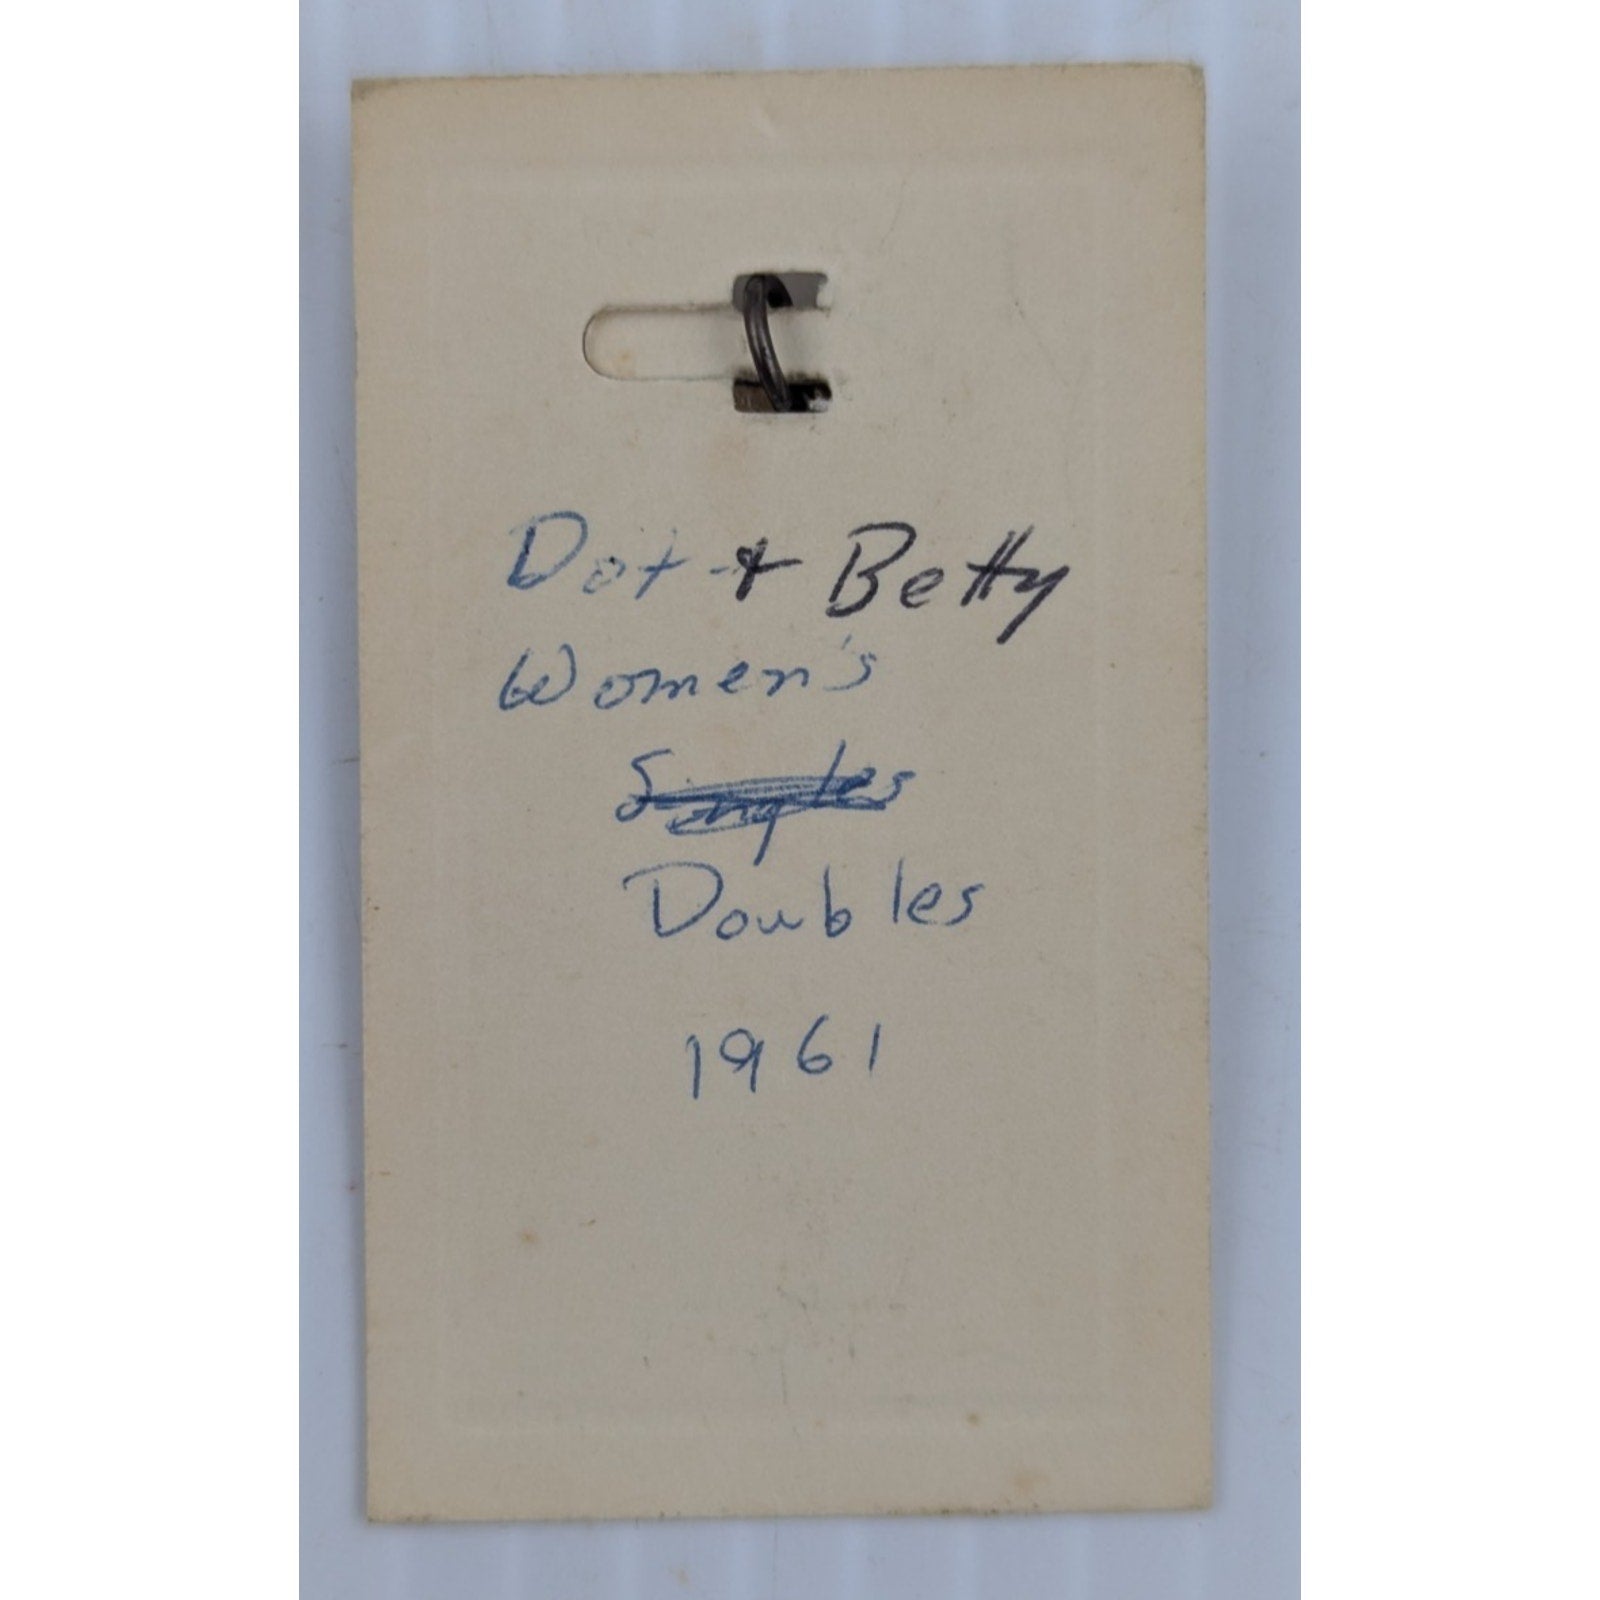 Dot + Betty
Women's
Singles
Doubles
1961